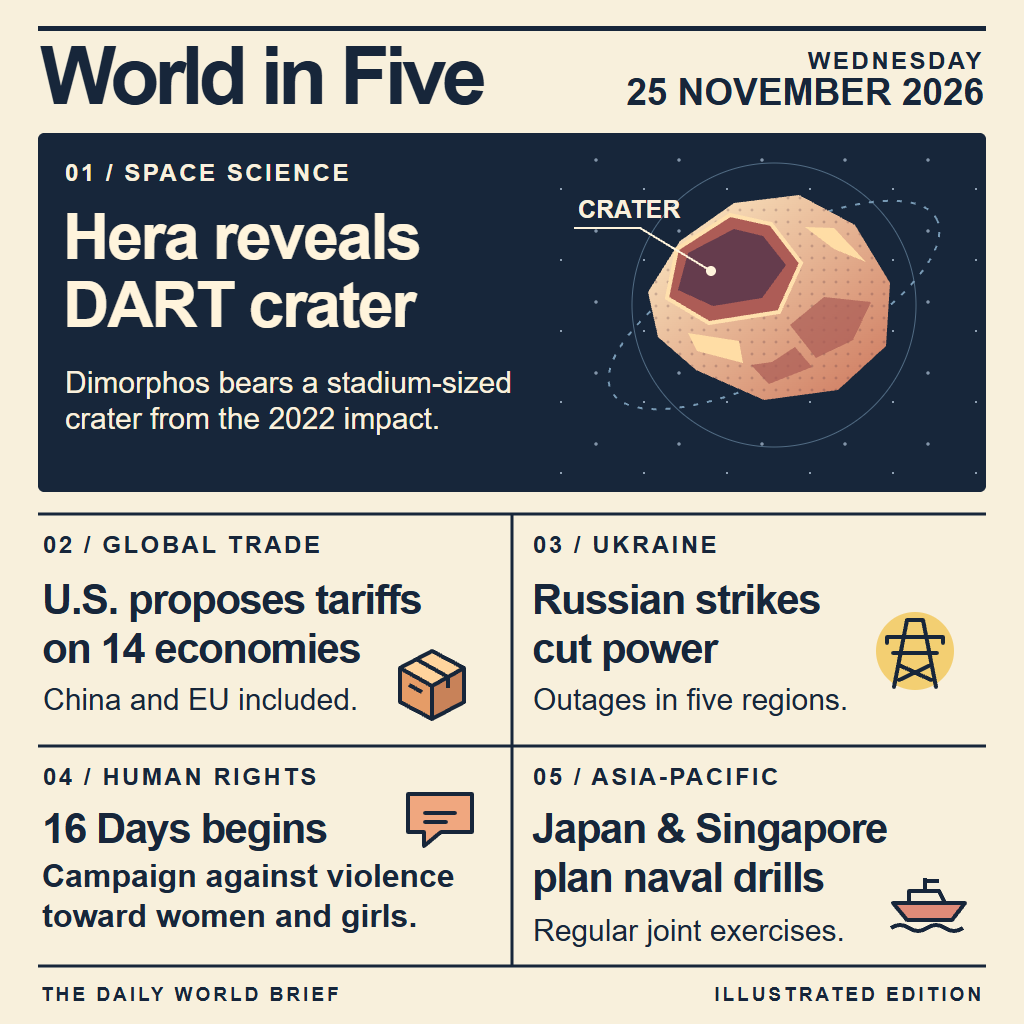 World in Five
WEDNESDAY
25 NOVEMBER 2026
01 / SPACE SCIENCE
Hera reveals
DART crater
Dimorphos bears a stadium-sized
crater from the 2022 impact.
CRATER
02 / GLOBAL TRADE
U.S. proposes tariffs
on 14 economies
China and EU included.
03 / UKRAINE
Russian strikes
cut power
Outages in five regions.
04 / HUMAN RIGHTS
16 Days begins
Campaign against violence
toward women and girls.
05 / ASIA-PACIFIC
Japan & Singapore
plan naval drills
Regular joint exercises.
THE DAILY WORLD BRIEF
ILLUSTRATED EDITION